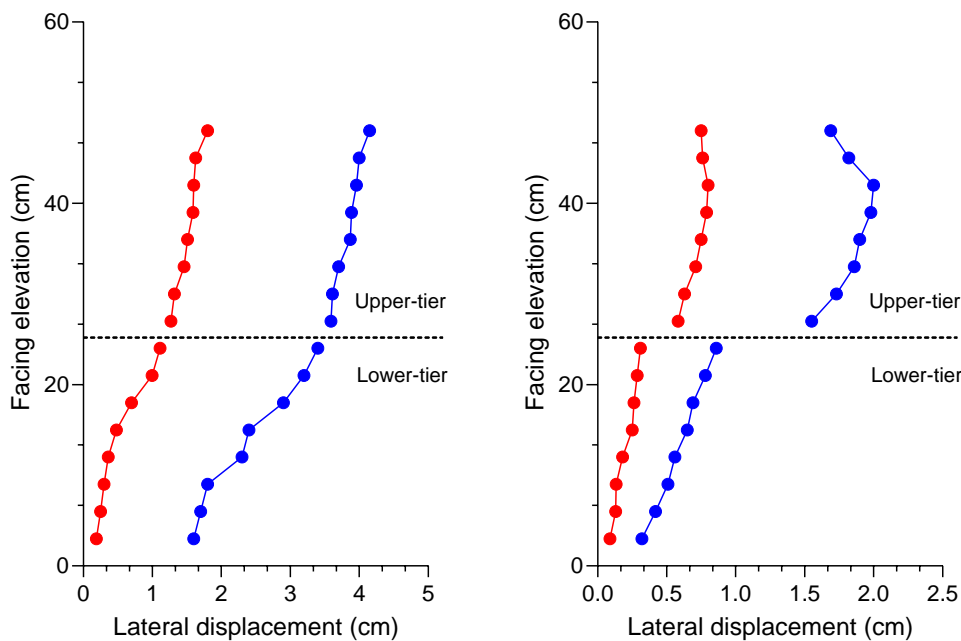 60
40
20
0
Facing elevation (cm)
Upper-tier
Lower-tier
0 1 2 3 4 5
Lateral displacement (cm)
60
40
20
0
Facing elevation (cm)
Upper-tier
Lower-tier
0.0 0.5 1.0 1.5 2.0 2.5
Lateral displacement (cm)